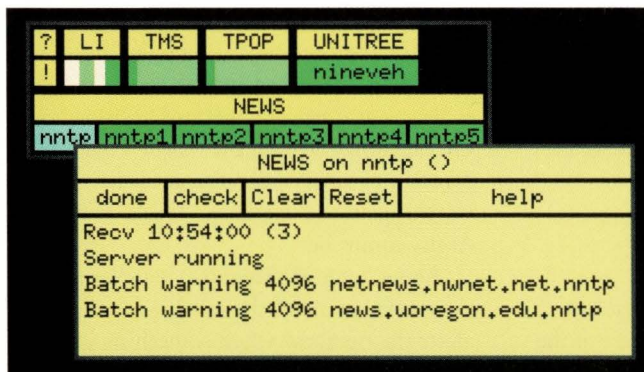 ? LI TMS TPOP UNITREE
! nineveh
NEWS
nntp nntp1 nntp2 nntp3 nntp4 nntp5
NEWS on nntp ()
done check Clear Reset help
Recv 10:54:00 (3)
Server running
Batch warning 4096 netnews.nwnet.net.nntp
Batch warning 4096 news.uoregon.edu.nntp